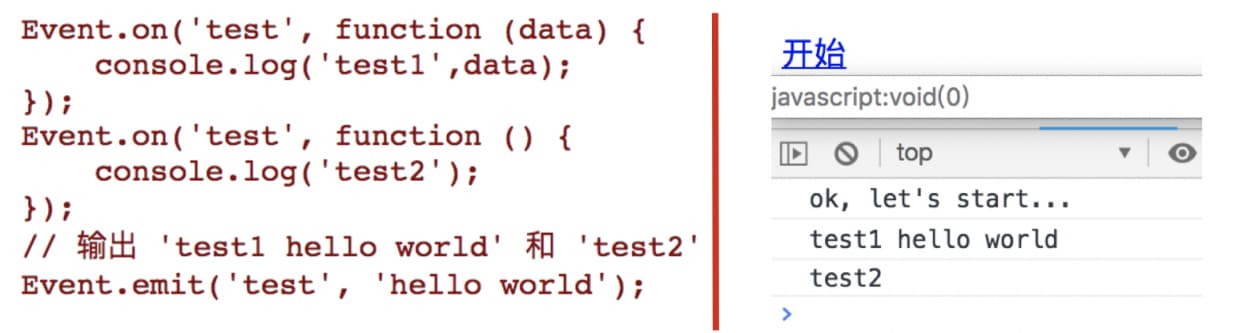 Event.on('test', function (data) {
    console.log('test1',data);
});
Event.on('test', function () {
    console.log('test2');
});
// 输出 'test1 hello world' 和 'test2'
Event.emit('test', 'hello world');
开始
javascript:void(0)
top
ok, let's start...
test1 hello world
test2